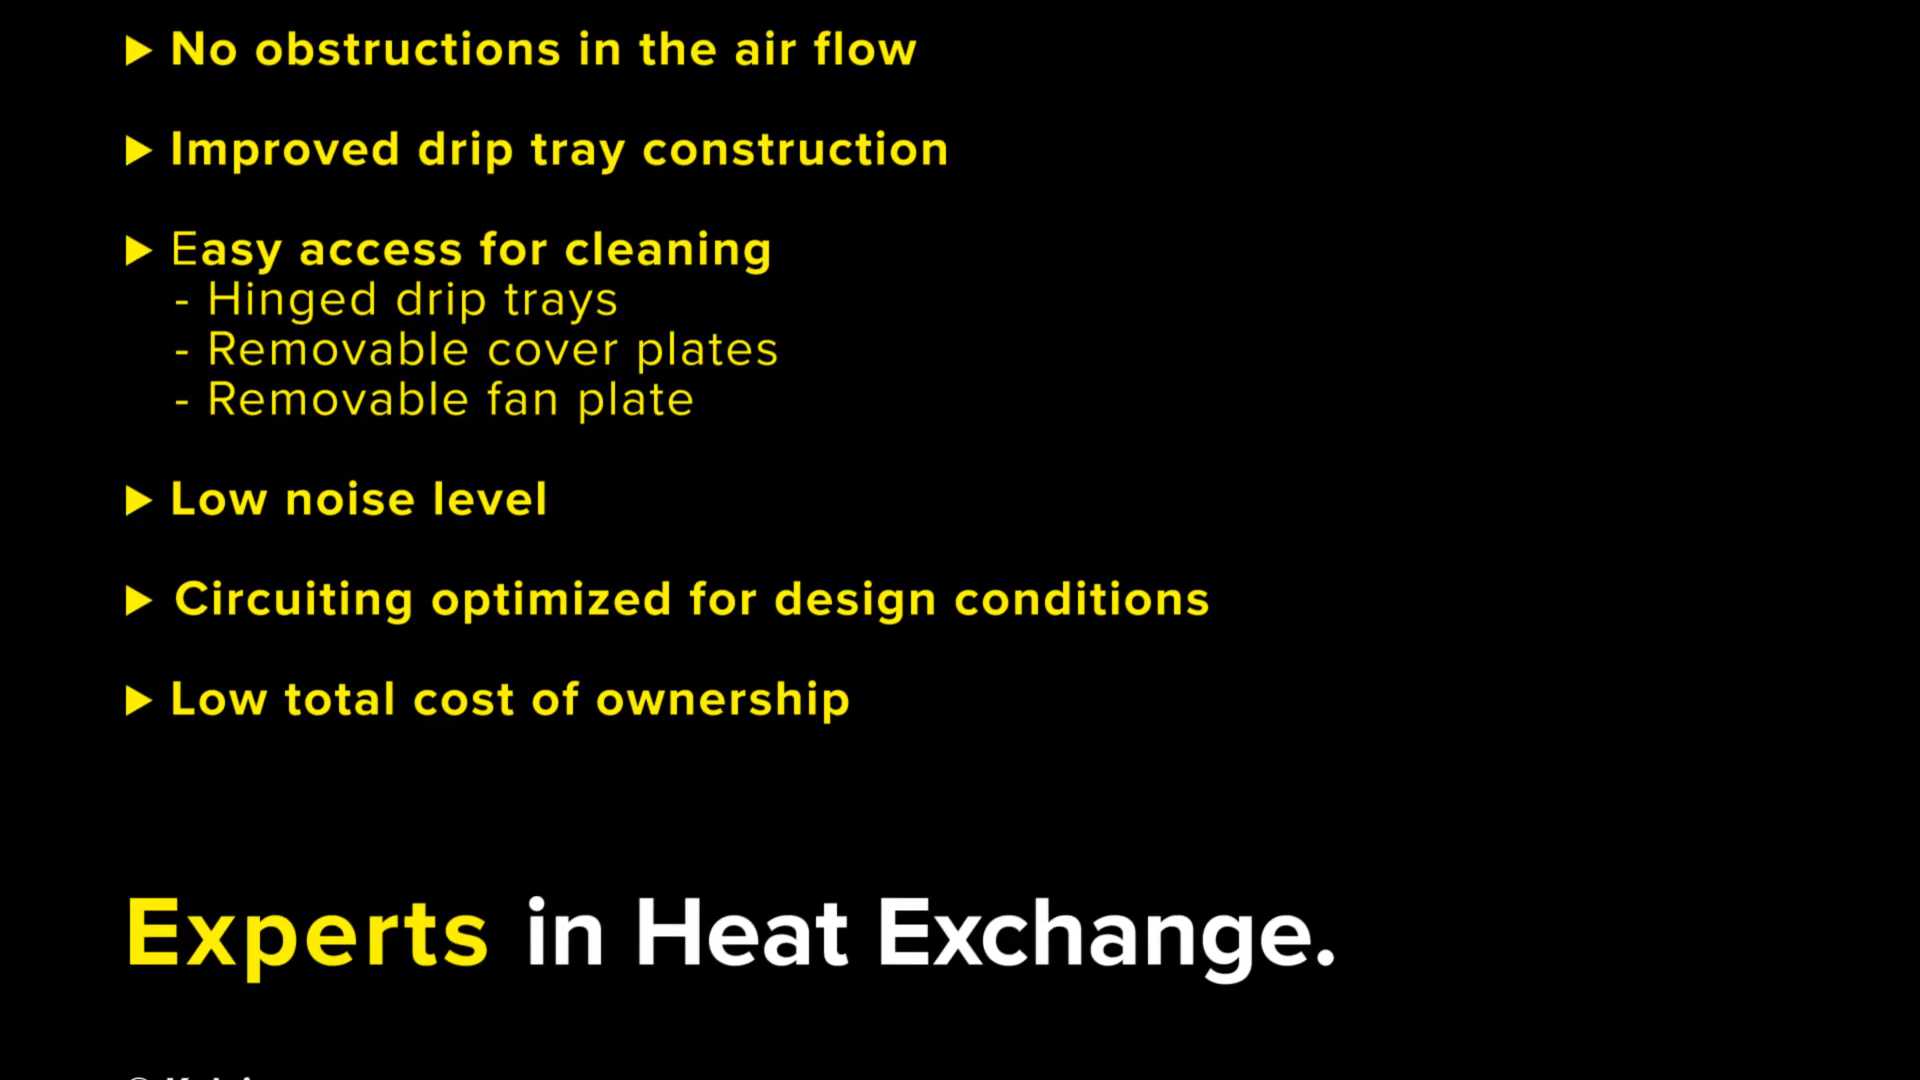 ▶ No obstructions in the air flow
▶ Improved drip tray construction
▶ Easy access for cleaning
- Hinged drip trays
- Removable cover plates
- Removable fan plate
▶ Low noise level
▶ Circuiting optimized for design conditions
▶ Low total cost of ownership
Experts in Heat Exchange.